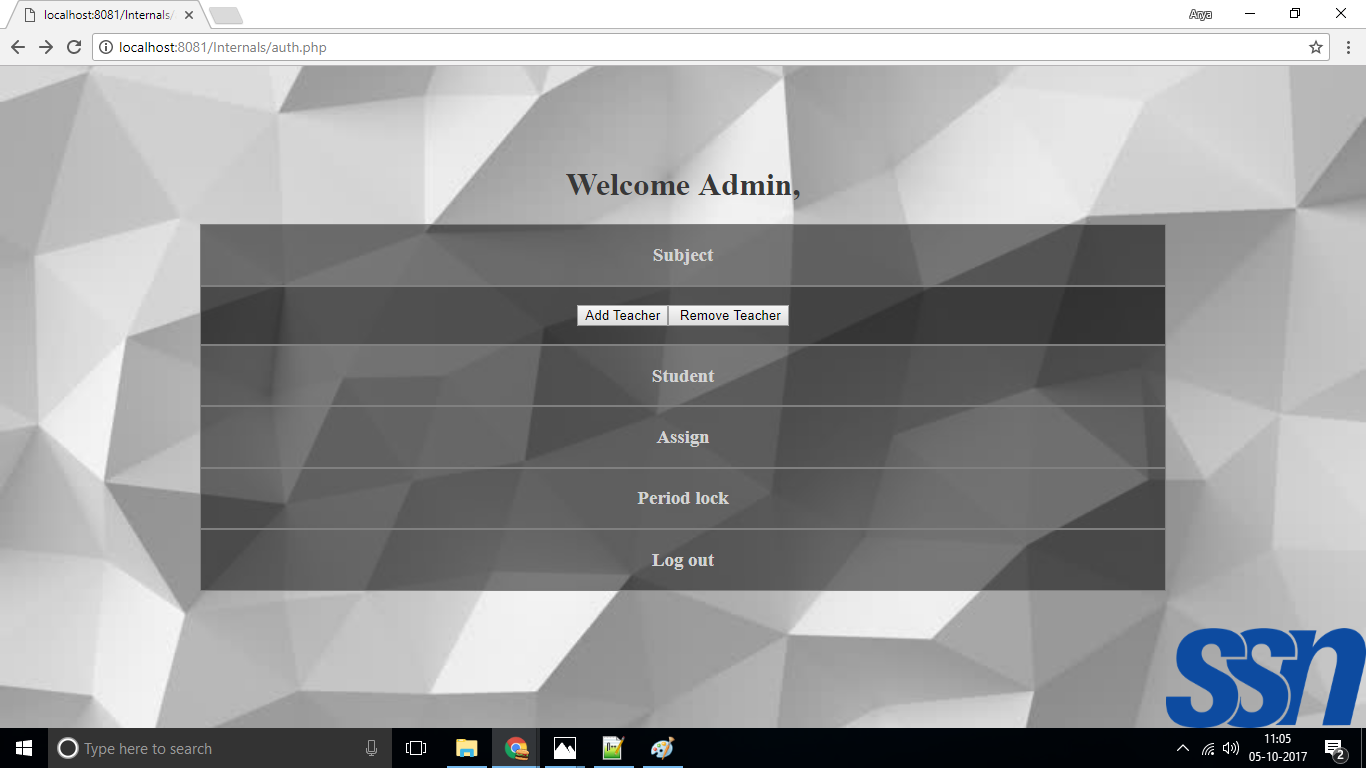 localhost:8081/Internals/
Arya
localhost:8081/Internals/auth.php
Welcome Admin,
Subject
Add Teacher Remove Teacher
Student
Assign
Period lock
Log out
ssn
Type here to search
11:05
05-10-2017
2